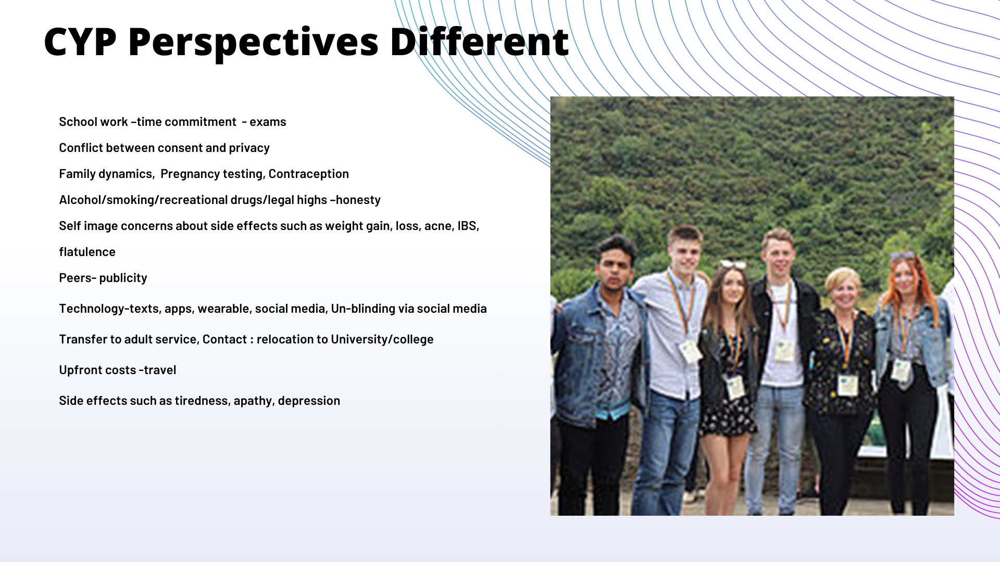 CYP Perspectives Different
School work –time commitment  - exams
Conflict between consent and privacy
Family dynamics,  Pregnancy testing, Contraception
Alcohol/smoking/recreational drugs/legal highs –honesty
Self image concerns about side effects such as weight gain, loss, acne, IBS,
flatulence
Peers- publicity
Technology-texts, apps, wearable, social media, Un-blinding via social media
Transfer to adult service, Contact : relocation to University/college
Upfront costs -travel
Side effects such as tiredness, apathy, depression